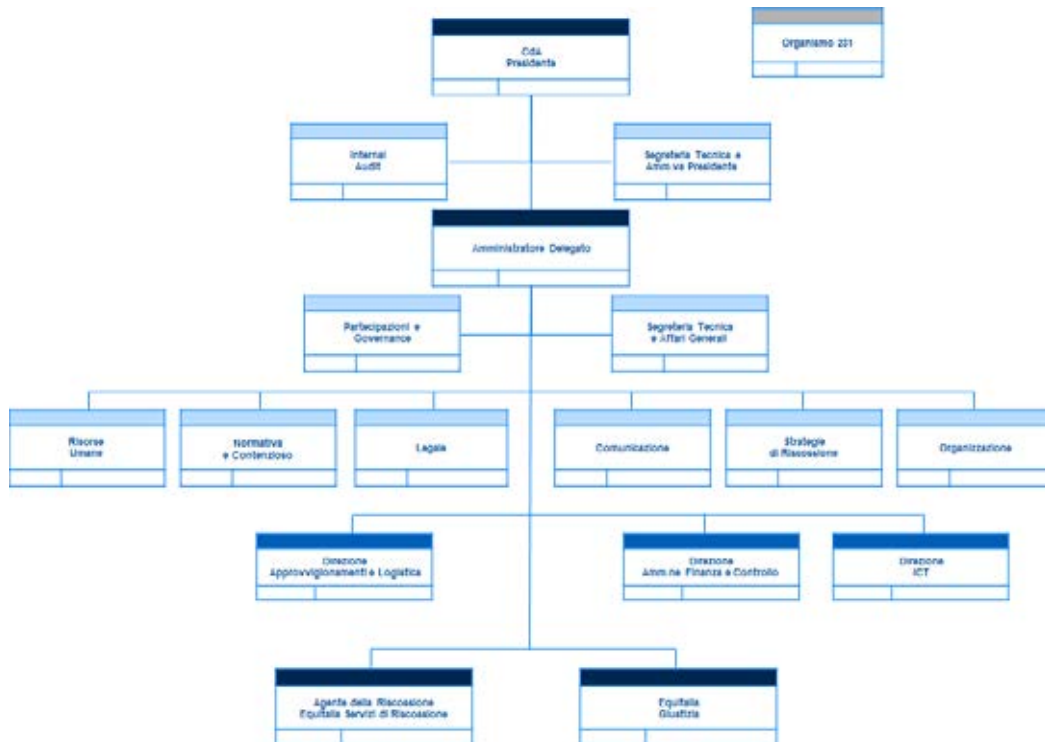 CdA
Presidente
Organismo 231
Internal
Audit
Segreteria Tecnica e
Amm.va Presidente
Amministratore Delegato
Partecipazioni e
Governance
Segreteria Tecnica
e Affari Generali
Risorse
Umane
Normativa
e Contenzioso
Legale
Comunicazione
Strategie
di Riscossione
Organizzazione
Direzione
Approvvigionamenti e Logistica
Direzione
Amm.ne Finanza e Controllo
Direzione
ICT
Agente della Riscossione
Equitalia Servizi di Riscossione
Equitalia
Giustizia